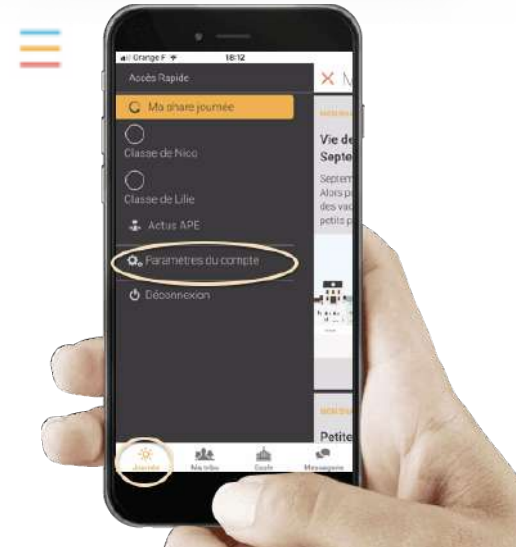 Orange F 18:12
Accès Rapide
Ma share journée
Classe de Nico
Classe de Lilie
Actus APE
Paramètres du compte
Déconnexion
Vie de
Septe
Septem
Alors p
des vac
petits p
Petite
Journée Ma tribu École Messagerie